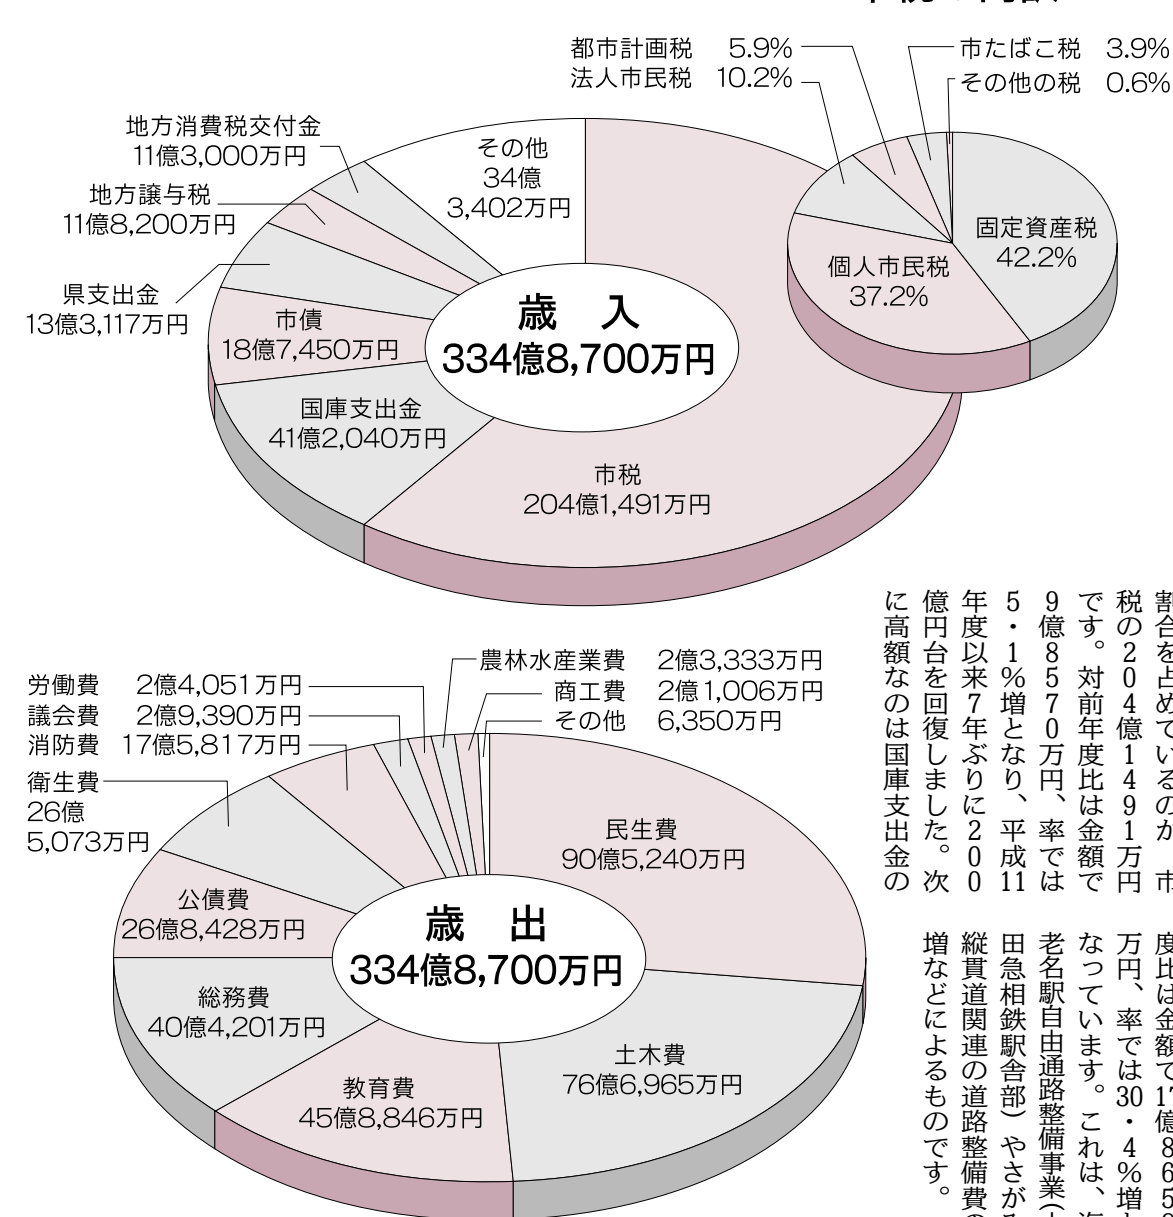 都市計画税 5.9%
法人市民税 10.2%
市たばこ税 3.9%
その他の税 0.6%
固定資産税
42.2%
個人市民税
37.2%
地方消費税交付金
11億3,000万円
地方譲与税
11億8,200万円
県支出金
13億3,117万円
その他
34億
3,402万円
市債
18億7,450万円
国庫支出金
41億2,040万円
市税
204億1,491万円
歳 入
334億8,700万円
労働費 2億4,051万円
議会費 2億9,390万円
消防費 17億5,817万円
衛生費
26億
5,073万円
農林水産業費 2億3,333万円
商工費 2億1,006万円
その他 6,350万円
民生費
90億5,240万円
公債費
26億8,428万円
総務費
40億4,201万円
教育費
45億8,846万円
土木費
76億6,965万円
歳 出
334億8,700万円
割合を占めているのが、市
税の204億1491万円
です。対前年度比は金額で
9億8570万円、率では
5・1%増となり、平成11
年度以来7年ぶりに200
億円台を回復しました。次
に高額なのは国庫支出金の
度比は金額で17億865
万円、率では30・4%増
なっています。これは、海
老名駅自由通路整備事業(
田急相鉄駅舎部)やさがみ
縦貫道関連の道路整備費の
増などによるものです。